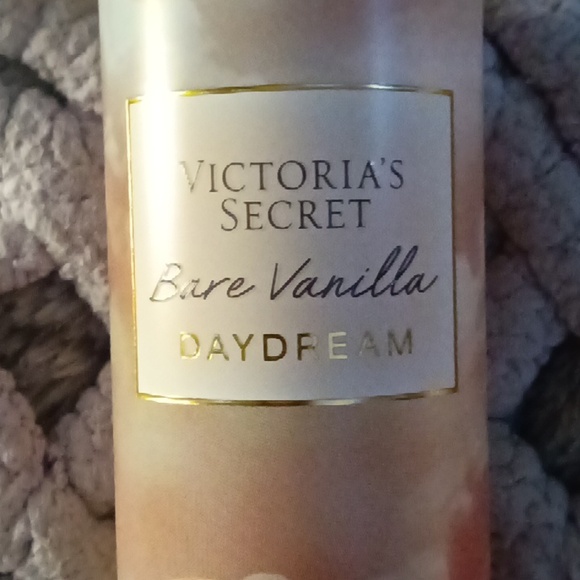 VICTORIA'S
SECRET
Bare Vanilla
DAYDREAM